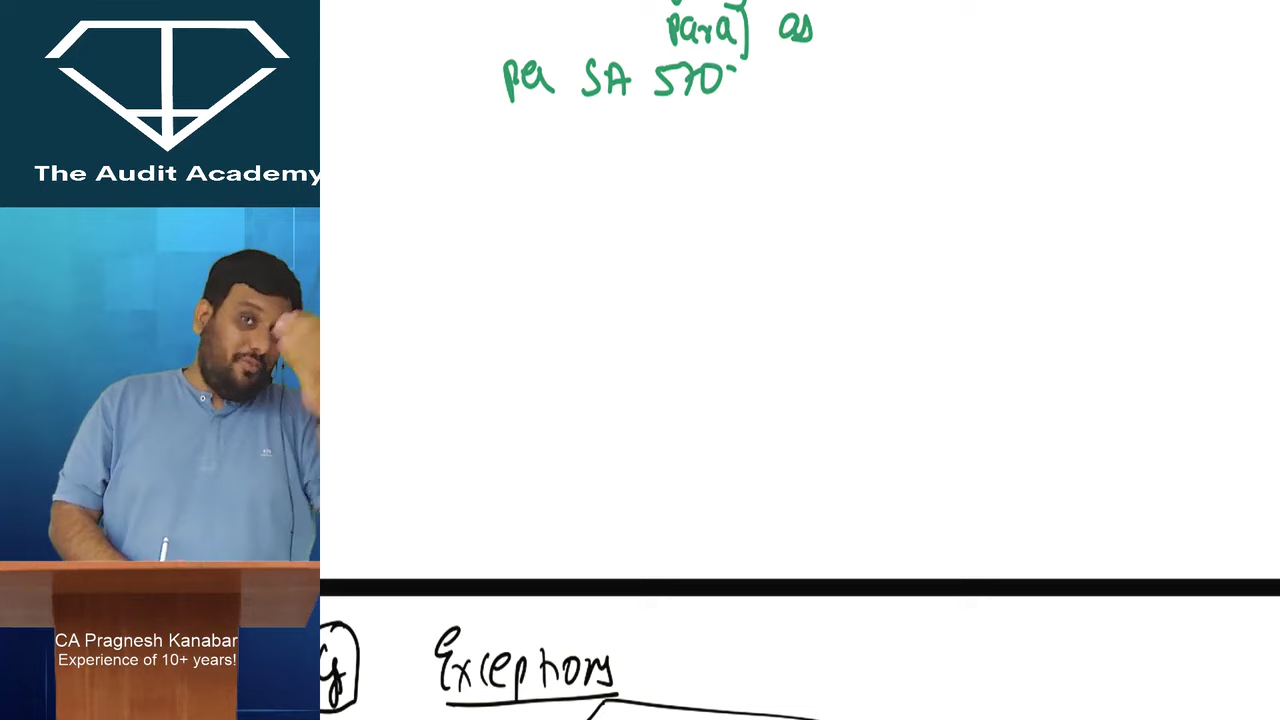 The Audit Academy
para] as
per SA 570
CA Pragnesh Kanabar
Experience of 10+ years!
Exceptions